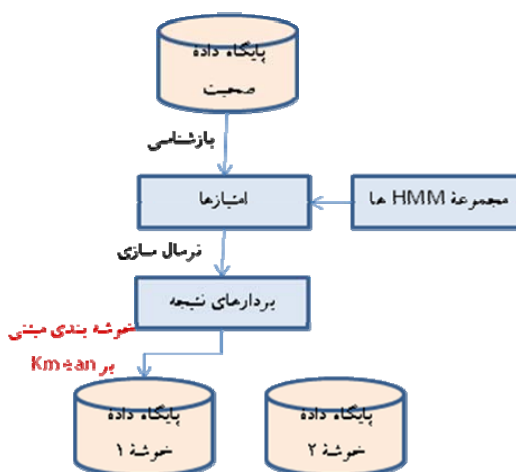 پایگاه دادهٔ
صحبت
بازشناسی
امتیازها
مجموعهٔ HMM ها
نرمال سازی
بردارهای نتیجه
خوشه بندی مبتنی
بر Kmean
پایگاه دادهٔ
خوشهٔ ۱
پایگاه دادهٔ
خوشهٔ ۲